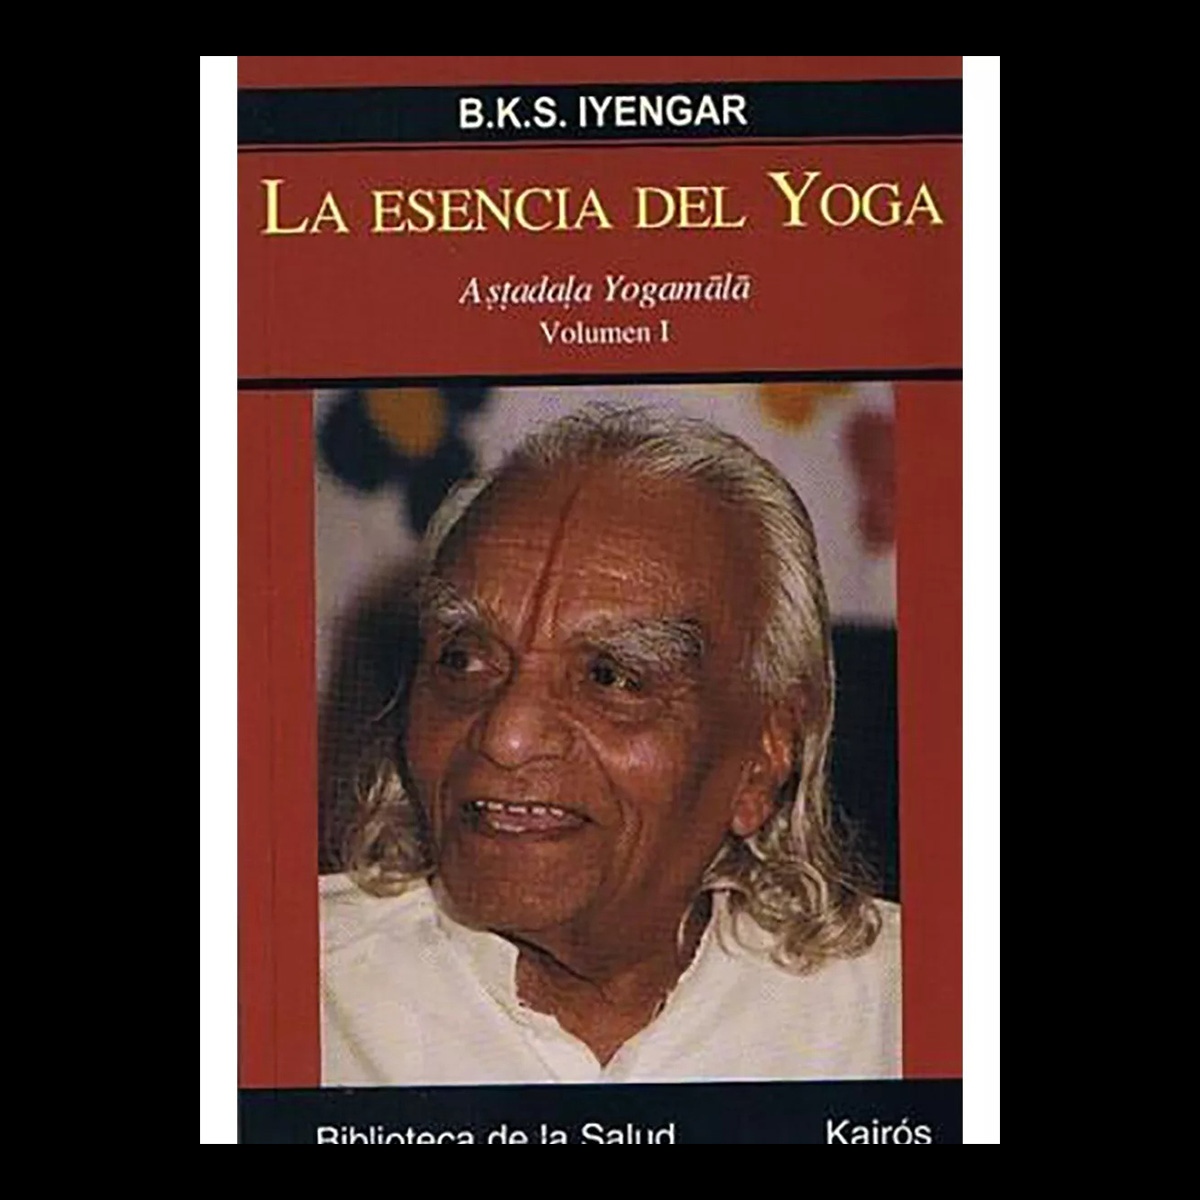 B.K.S. IYENGAR
LA ESENCIA DEL YOGA
Aṣṭadaḷa Yogamālā
Volumen I
Biblioteca de la Salud
Kairós